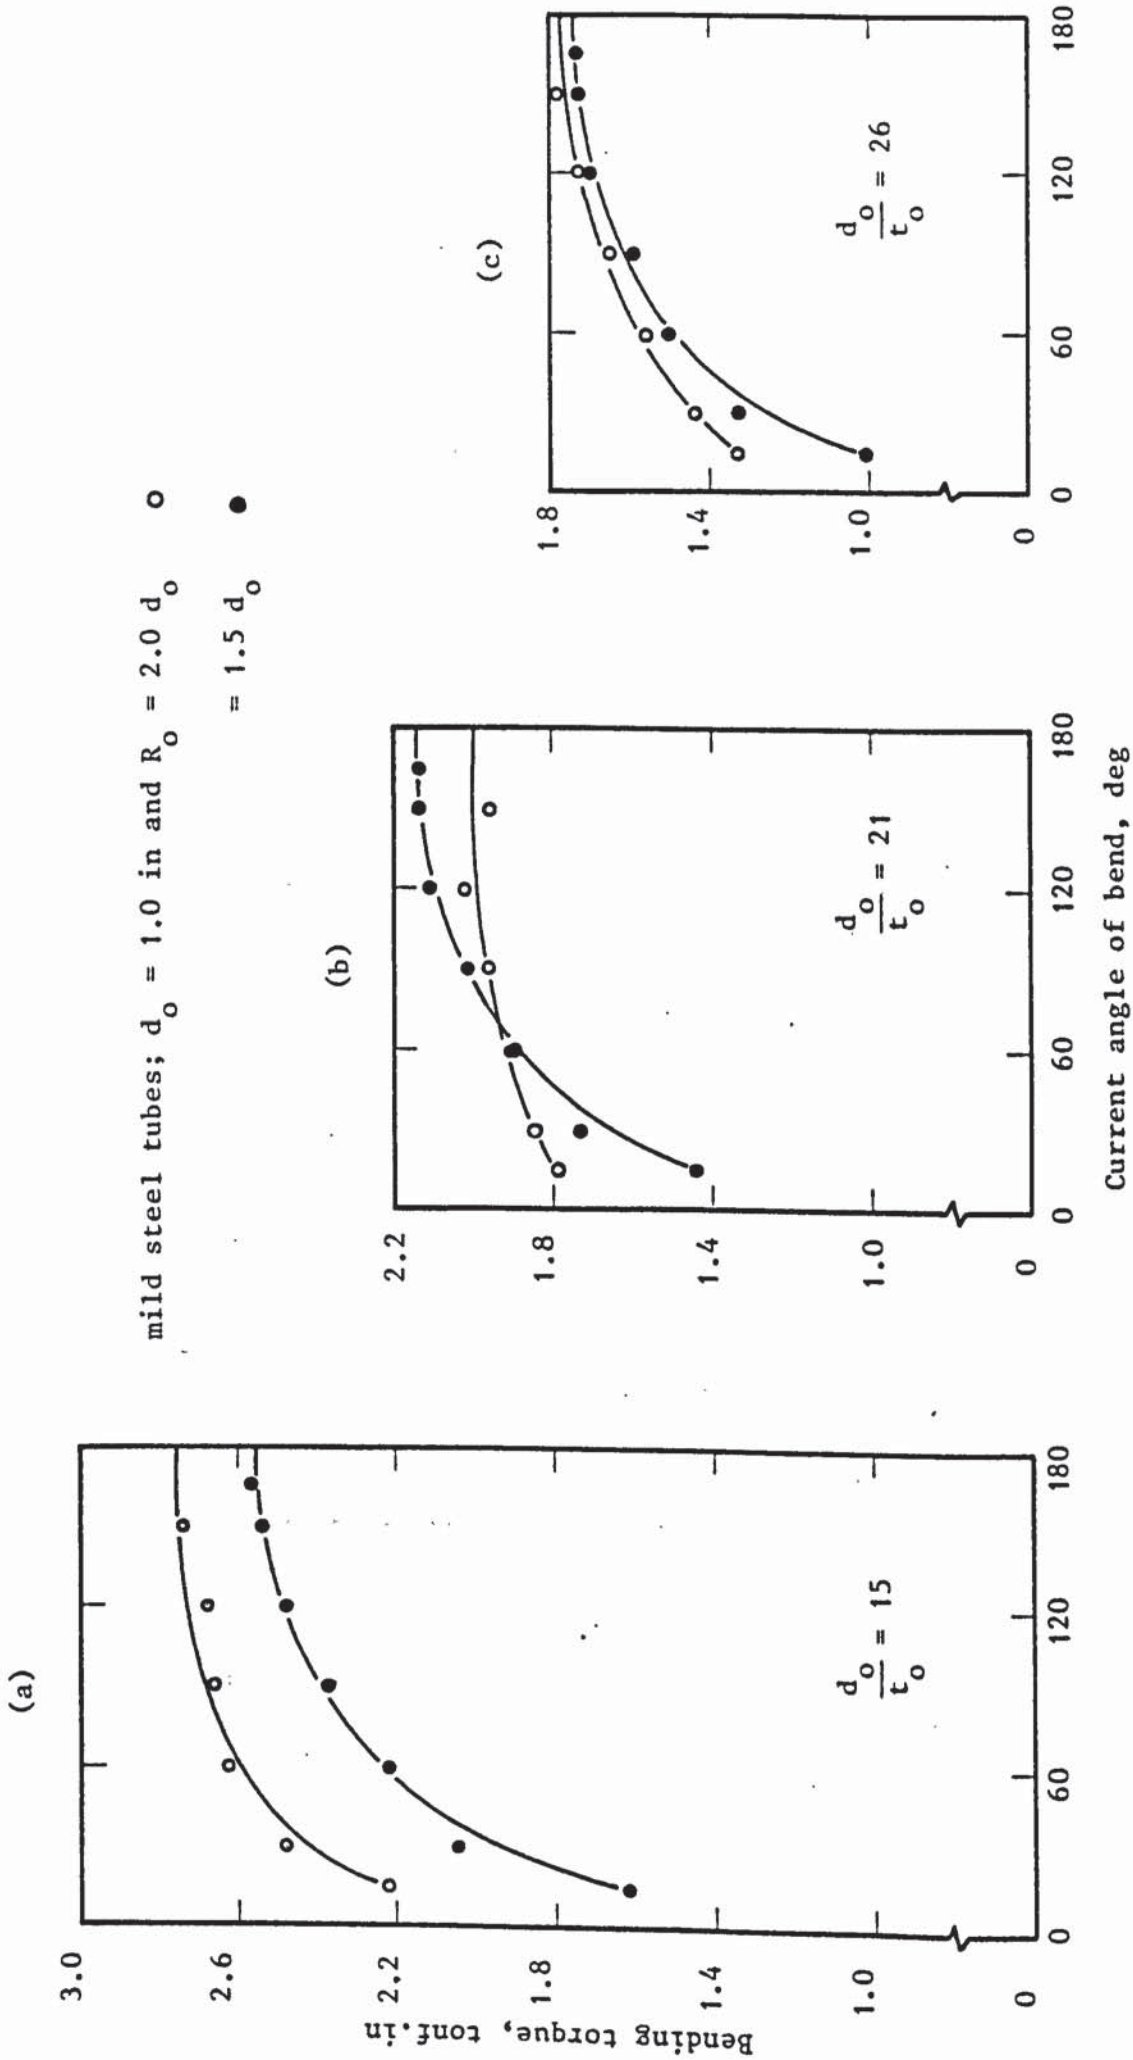 mild steel tubes; d_o = 1.0 in and R_o = 2.0 d_o
= 1.5 d_o
(a)
3.0
2.6
2.2
1.8
1.4
1.0
0
Bending torque, tonf.in
d_o
t_o
= 15
0
60
120
180
(b)
2.2
1.8
1.4
1.0
0
d_o
t_o
= 21
0
60
120
180
(c)
1.8
1.4
1.0
0
d_o
t_o
= 26
0
60
120
180
Current angle of bend, deg